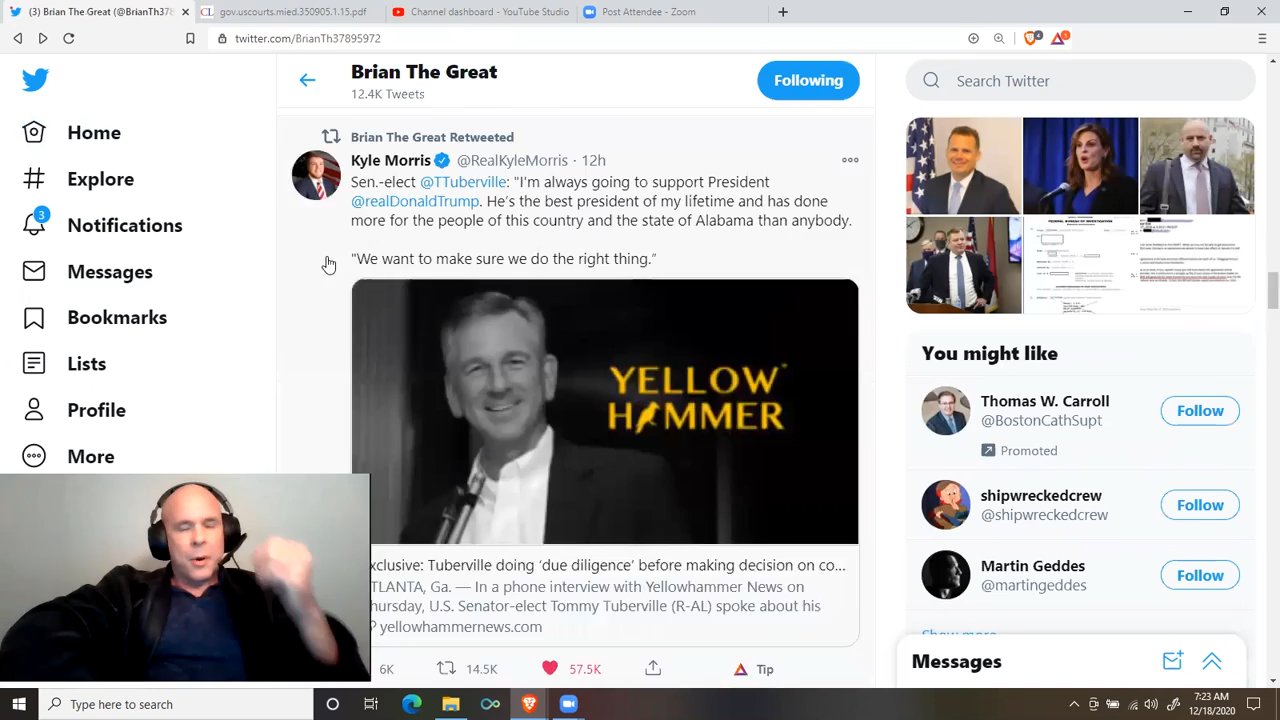 (3) Brian The Great (@BrianTh37
gov.uscourts.mied.350905.1.15.pdf
Channel dashboard - YouTube Studio
Post Attendee - Zoom
twitter.com/BrianTh37895972
Brian The Great
12.4K Tweets
Following
Search Twitter
Home
Explore
3
Notifications
Messages
Bookmarks
Lists
Profile
More
Brian The Great Retweeted
Kyle Morris @RealKyleMorris · 12h
Sen.-elect @TTuberville: "I'm always going to support President
@realDonaldTrump. He's the best president of my lifetime and has done
more for the people of this country and the state of Alabama than anybody.
"We want to make sure we do the right thing."
YELLOW
HAMMER
xclusive: Tuberville doing 'due diligence' before making decision on co...
TLANTA, Ga. — In a phone interview with Yellowhammer News on
hursday, U.S. Senator-elect Tommy Tuberville (R-AL) spoke about his
yellowhammernews.com
6K
14.5K
57.5K
Tip
You might like
Thomas W. Carroll
@BostonCathSupt
Promoted
Follow
shipwreckedcrew
@shipwreckedcrew
Follow
Martin Geddes
@martingeddes
Follow
Show more
Messages
Type here to search
7:23 AM
12/18/2020